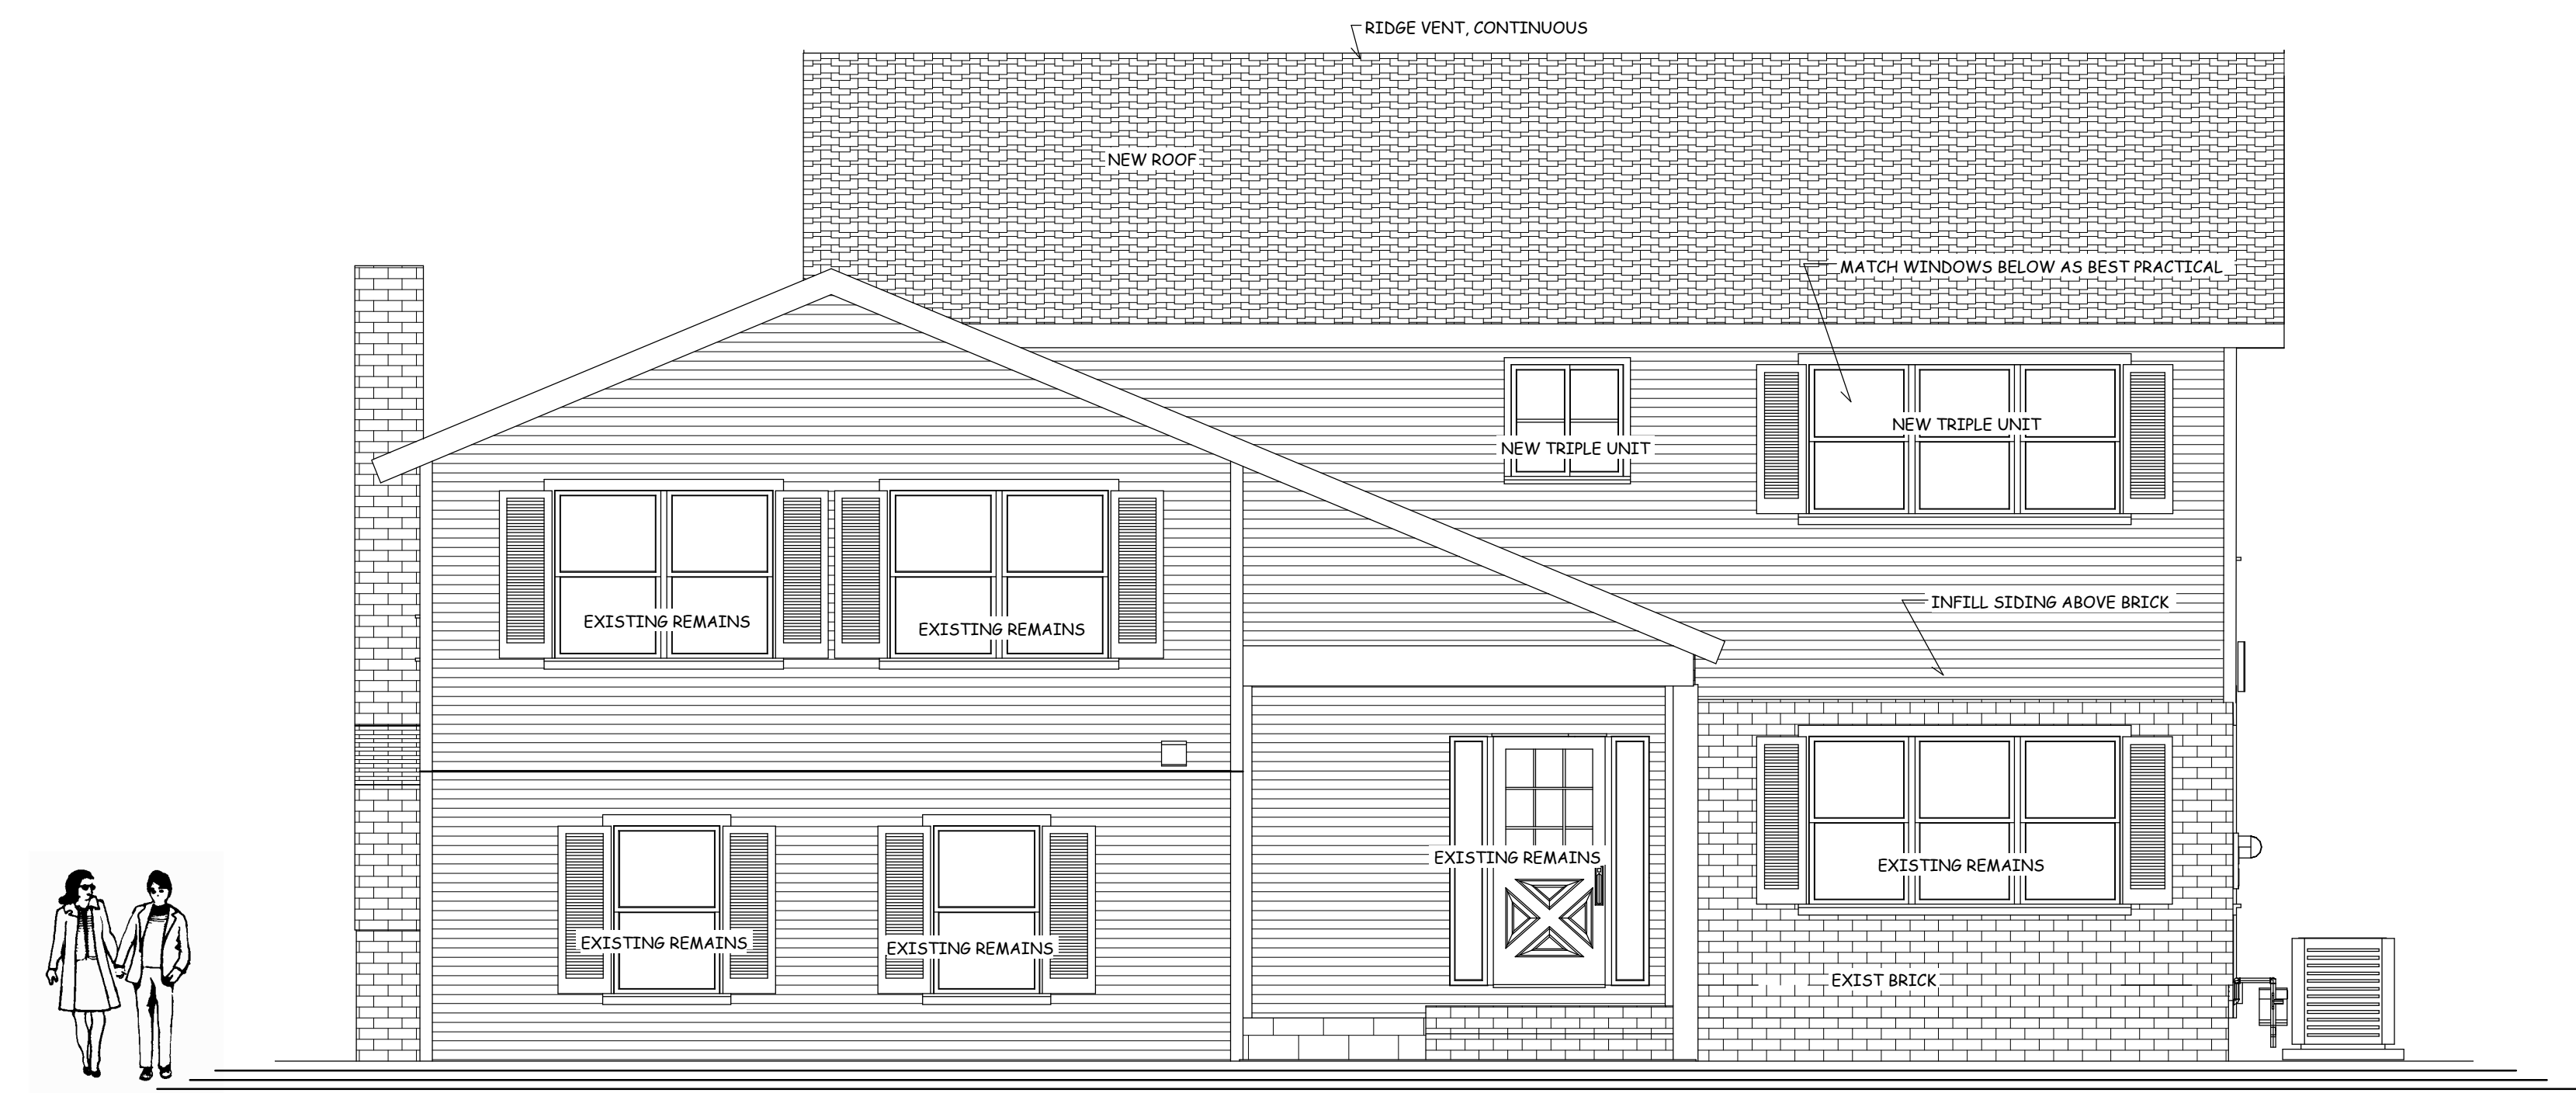 RIDGE VENT, CONTINUOUS
NEW ROOF
MATCH WINDOWS BELOW AS BEST PRACTICAL
NEW TRIPLE UNIT
NEW TRIPLE UNIT
INFILL SIDING ABOVE BRICK
EXISTING REMAINS
EXISTING REMAINS
EXISTING REMAINS
EXISTING REMAINS
EXISTING REMAINS
EXISTING REMAINS
EXIST BRICK